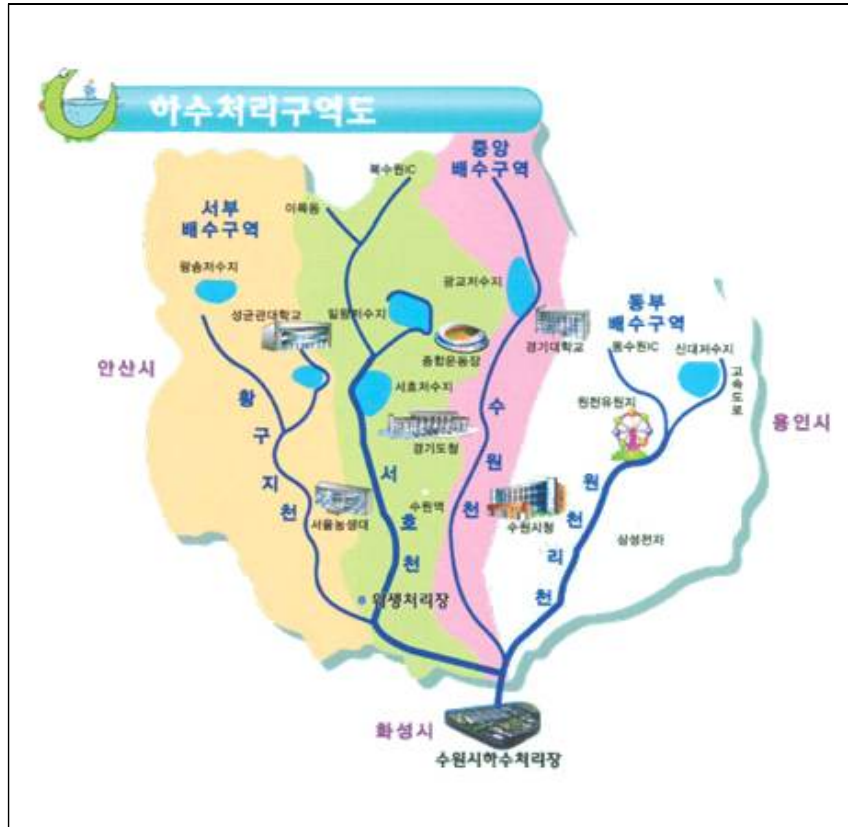 하수처리구역도
중앙
배수구역
북수원IC
이목동
서부
배수구역
왕송저수지
광교저수지
동부
배수구역
성균관대학교
일왕저수지
경기대학교
동수원IC
신대저수지
종합운동장
안산시
고속도로
서호저수지
원천유원지
용인시
황구지천
경기도청
수원천
서호천
수원역
서울농생대
수원시청
원천리천
삼성전자
위생처리장
화성시
수원시하수처리장